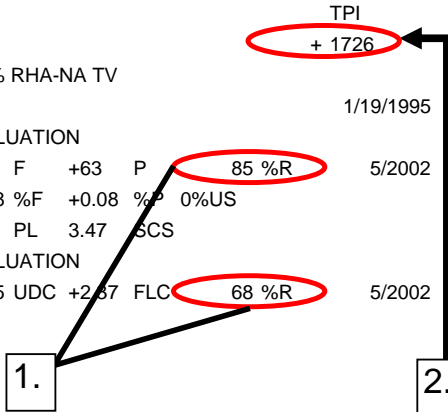 TPI
+ 1726
% RHA-NA TV
1/19/1995
LUATION
F +63 P 85 %R 5/2002
%F +0.08 %P 0%US
PL 3.47 SCS
LUATION
UDC +2.37 FLC 68 %R 5/2002
1. 2.